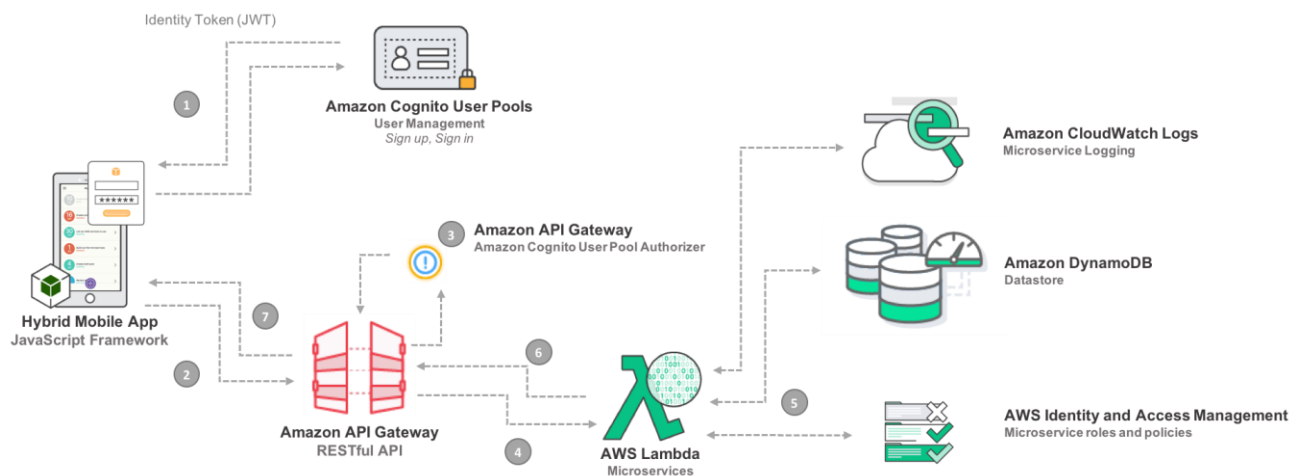 Identity Token (JWT)
1
Amazon Cognito User Pools
User Management
Sign up, Sign in
Amazon CloudWatch Logs
Microservice Logging
******
3
Amazon API Gateway
Amazon Cognito User Pool Authorizer
Amazon DynamoDB
Datastore
Hybrid Mobile App
JavaScript Framework
7
2
6
Amazon API Gateway
RESTful API
4
AWS Lambda
Microservices
5
AWS Identity and Access Management
Microservice roles and policies